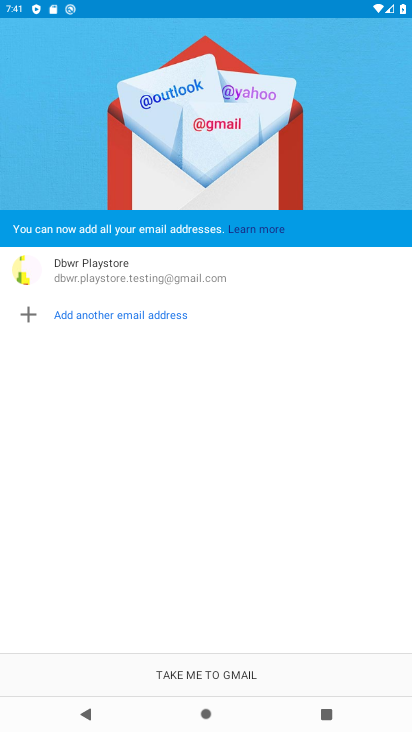 7:41
@outlook
@yahoo
@gmail
You can now add all your email addresses. Learn more
Dbwr Playstore
dbwr.playstore.testing@gmail.com
Add another email address
TAKE ME TO GMAIL